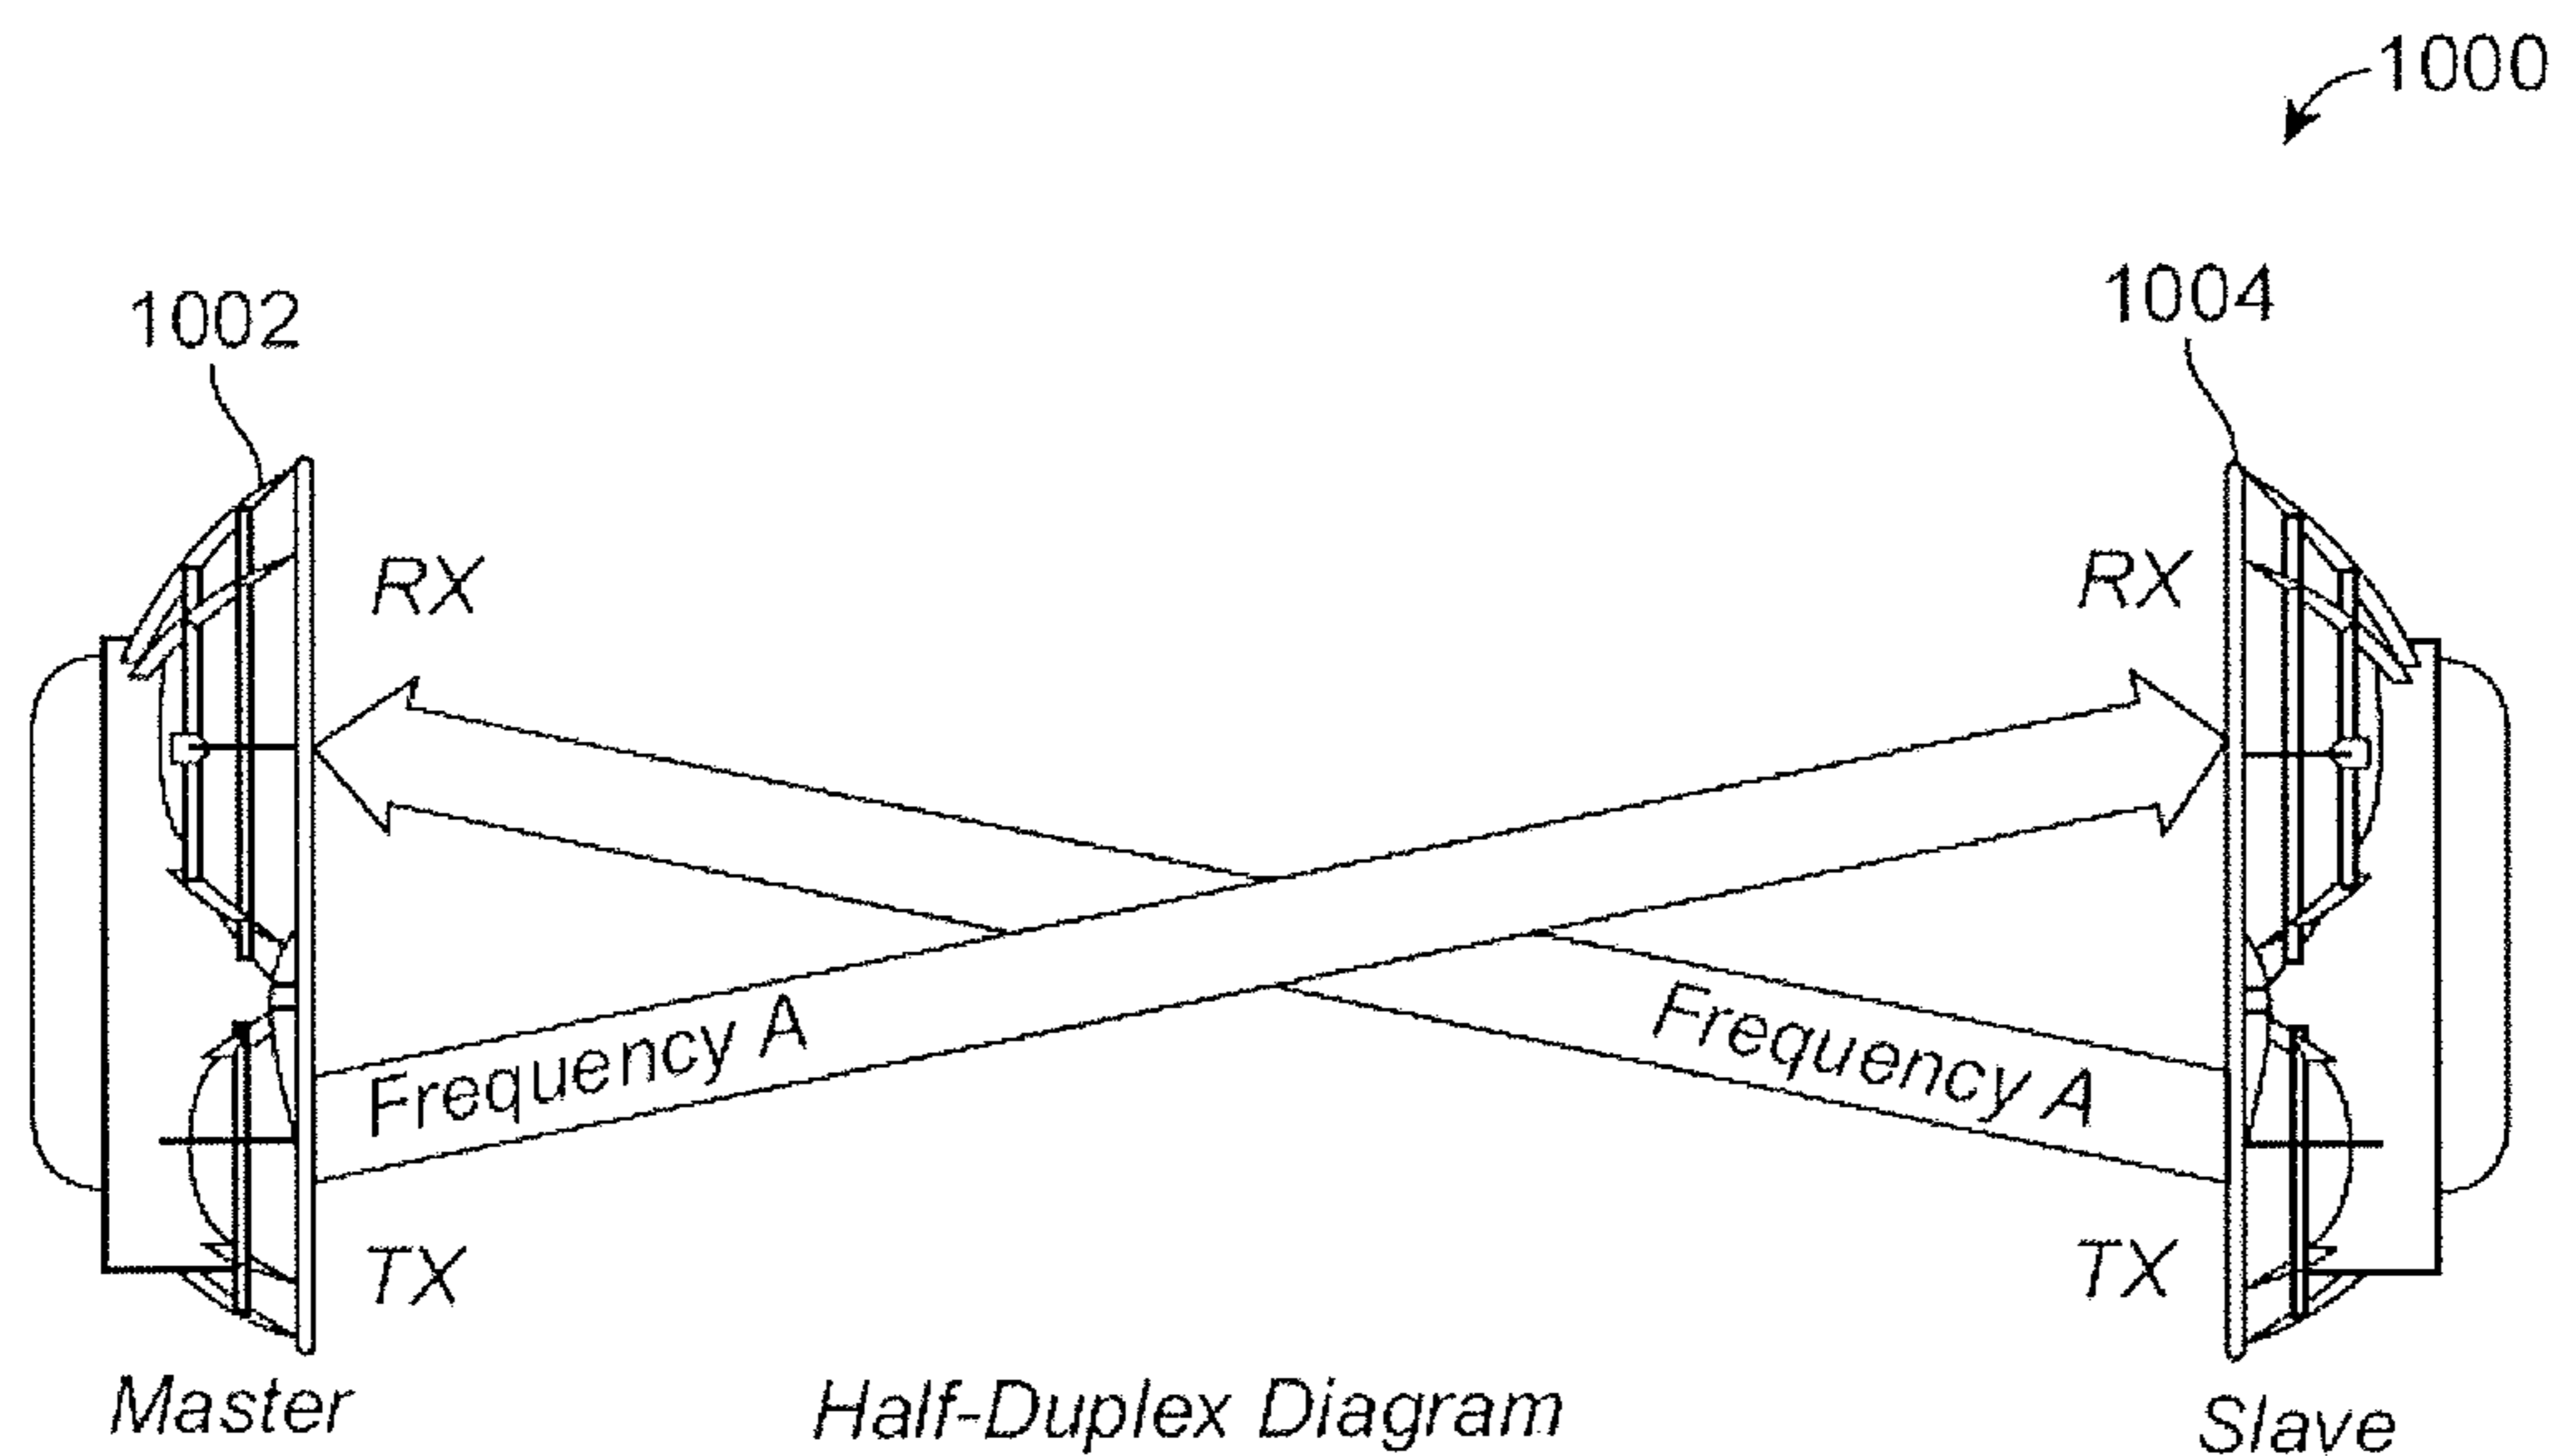 1000
1002
1004
RX
RX
Frequency A
Frequency A
TX
TX
Master
Half-Duplex Diagram
Slave